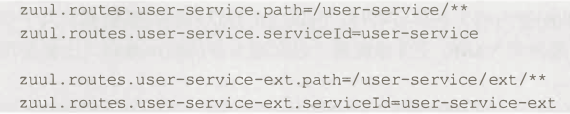 zuul.routes.user-service.path=/user-service/**
zuul.routes.user-service.serviceId=user-service
zuul.routes.user-service-ext.path=/user-service/ext/**
zuul.routes.user-service-ext.serviceId=user-service-ext